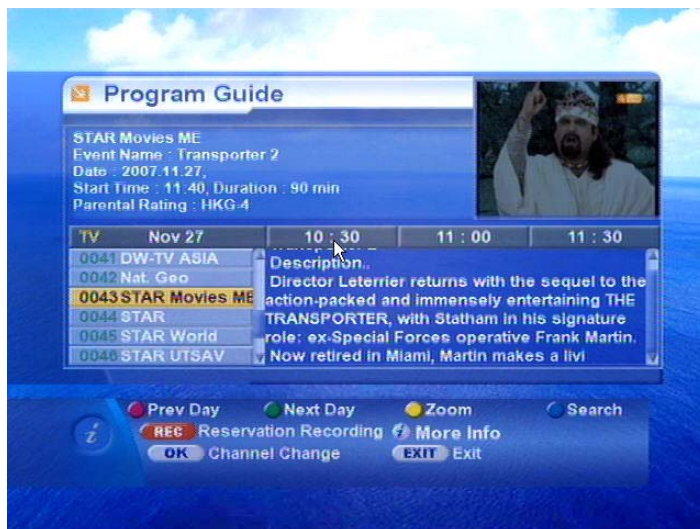 Program Guide
STAR Movies ME
Event Name : Transporter 2
Date : 2007.11.27,
Start Time : 11:40, Duration : 90 min
Parental Rating : HKG-4
TV Nov 27 10 : 30 11 : 00 11 : 30
0041 DW-TV ASIA
0042 Nat. Geo
0043 STAR Movies ME
0044 STAR
0045 STAR World
0046 STAR UTSAV
Transporter 2
Description..
Director Leterrier returns with the sequel to the
action-packed and immensely entertaining THE
TRANSPORTER, with Statham in his signature
role: ex-Special Forces operative Frank Martin.
Now retired in Miami, Martin makes a livi
Prev Day Next Day Zoom Search
REC Reservation Recording More Info
OK Channel Change EXIT Exit